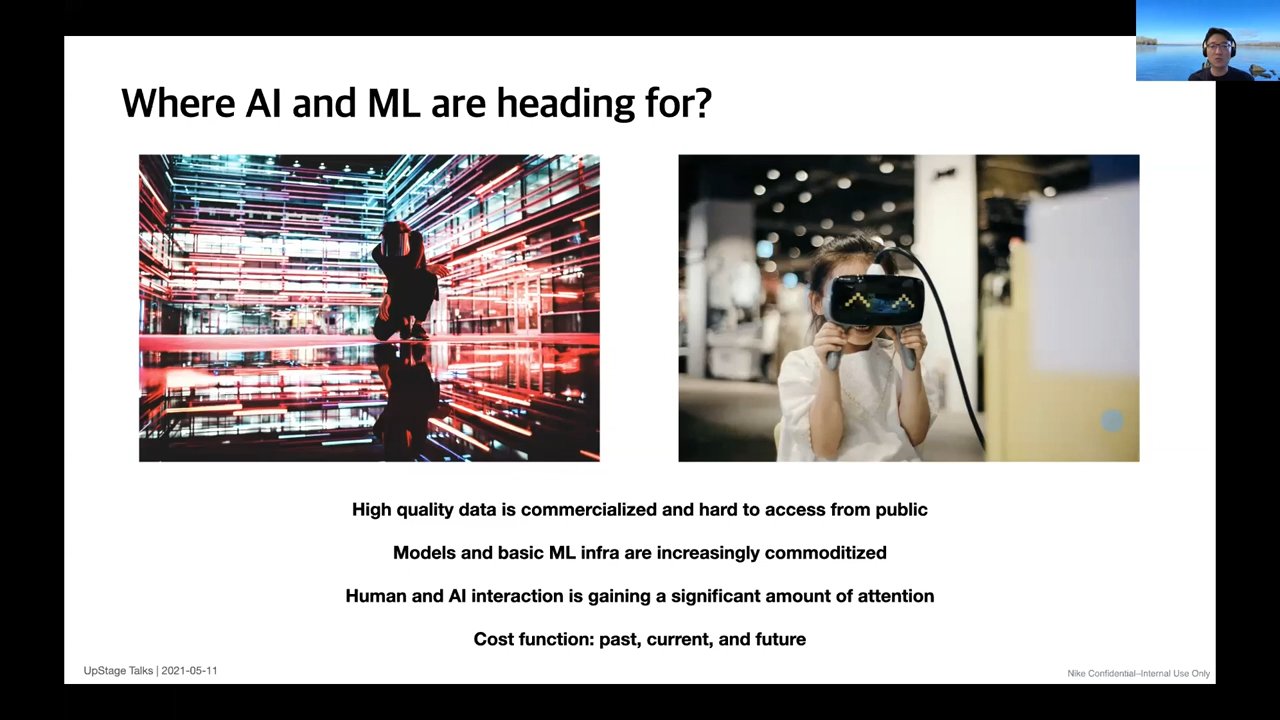 Where AI and ML are heading for?
High quality data is commercialized and hard to access from public
Models and basic ML infra are increasingly commoditized
Human and AI interaction is gaining a significant amount of attention
Cost function: past, current, and future
UpStage Talks | 2021-05-11
Nike Confidential–Internal Use Only